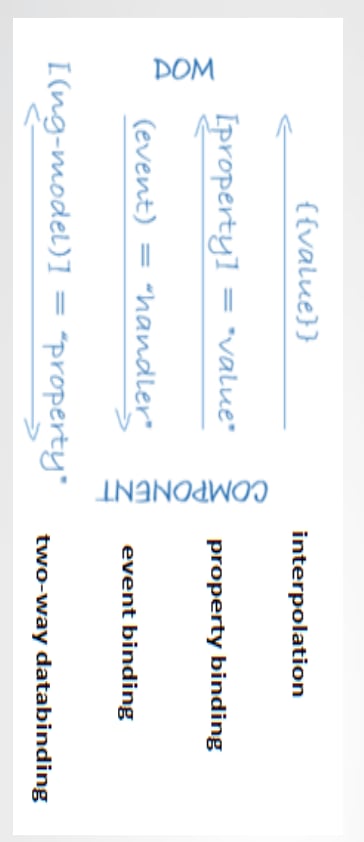 {{value}}
interpolation
[property] = "value"
property binding
DOM
COMPONENT
(event) = "handler"
event binding
[(ng-model)] = "property"
two-way databinding